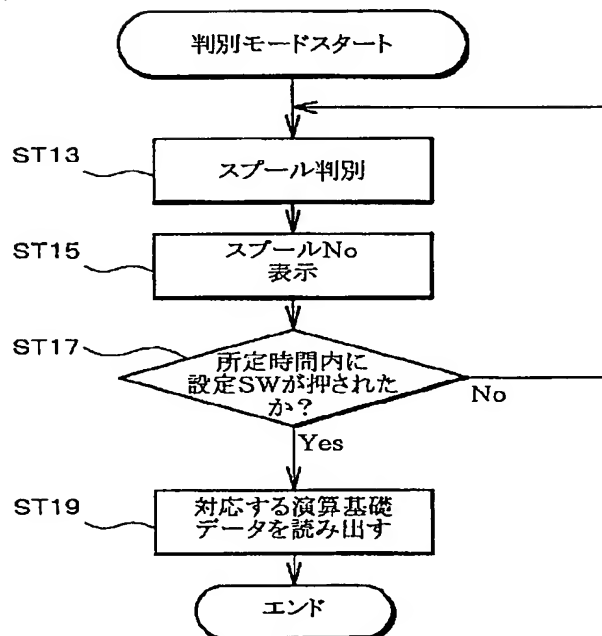 判別モードスタート
ST13
スプール判別
ST15
スプールNo
表示
ST17
所定時間内に
設定SWが押された
か?
No
Yes
ST19
対応する演算基礎
データを読み出す
エンド